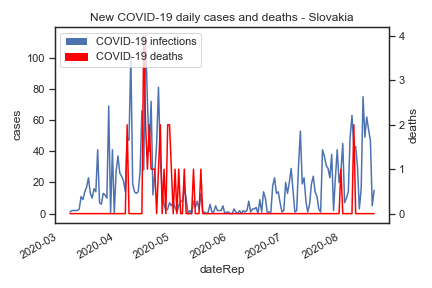 New COVID-19 daily cases and deaths - Slovakia
COVID-19 infections
COVID-19 deaths
cases
100
80
60
40
20
0
deaths
4
3
2
1
0
2020-03
2020-04
2020-05
2020-06
2020-07
2020-08
dateRep